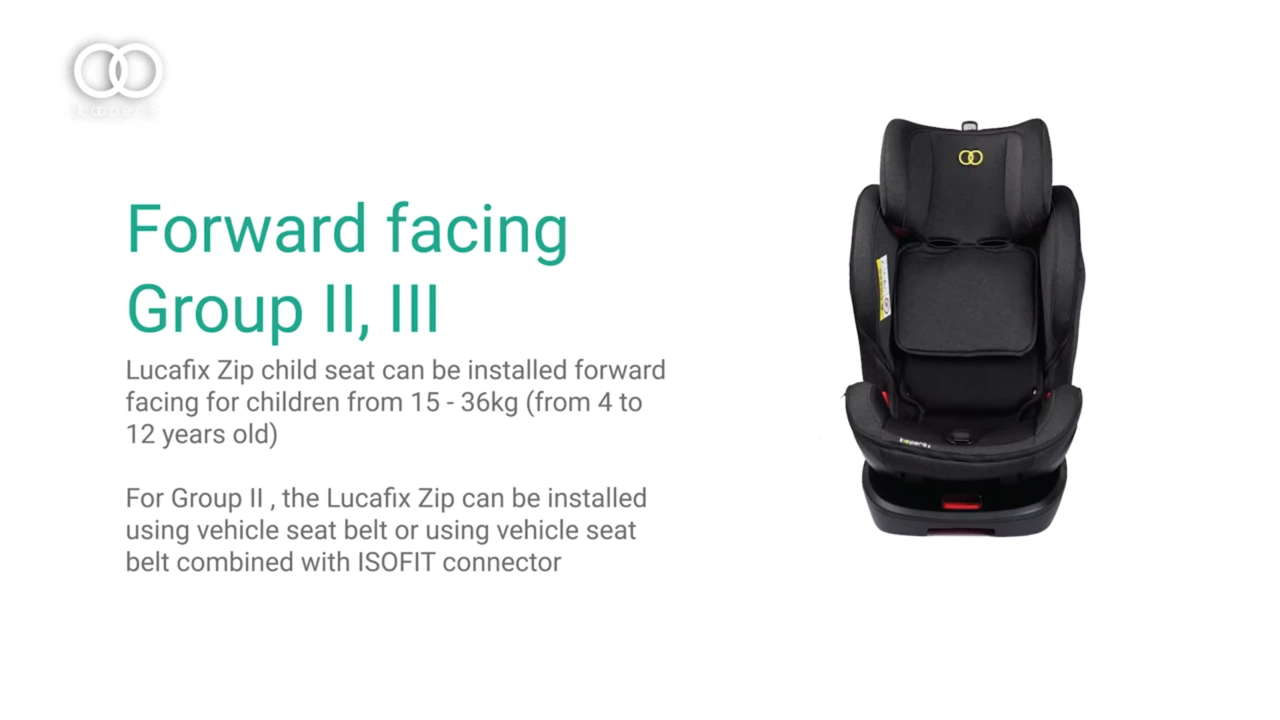 koopers
Forward facing
Group II, III
Lucafix Zip child seat can be installed forward
facing for children from 15 - 36kg (from 4 to
12 years old)
For Group II , the Lucafix Zip can be installed
using vehicle seat belt or using vehicle seat
belt combined with ISOFIT connector
koopers